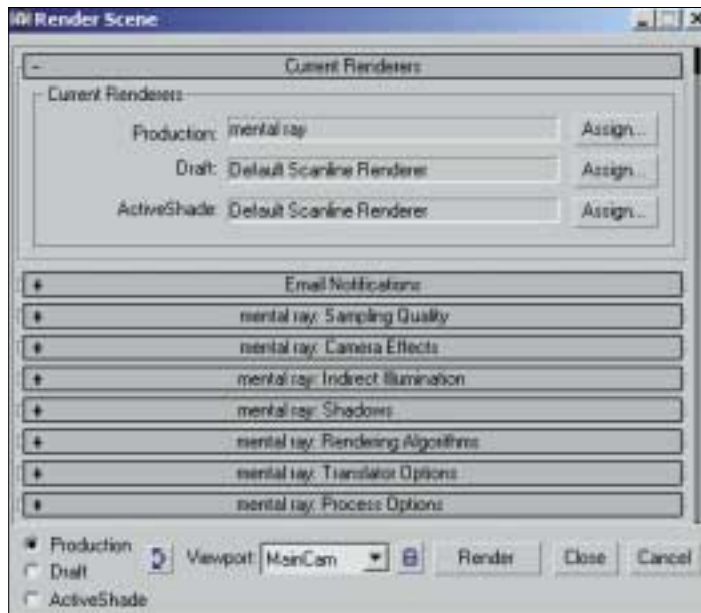 Render Scene
Current Renderers
Current Renderers
Production: mental ray Assign...
Draft: Default Scanline Renderer Assign...
ActiveShade: Default Scanline Renderer Assign...
Email Notifications
mental ray: Sampling Quality
mental ray: Camera Effects
mental ray: Indirect Illumination
mental ray: Shadows
mental ray: Rendering Algorithms
mental ray: Translator Options
mental ray: Process Options
Production
Draft
ActiveShade
Viewport: MainCam Render Close Cancel